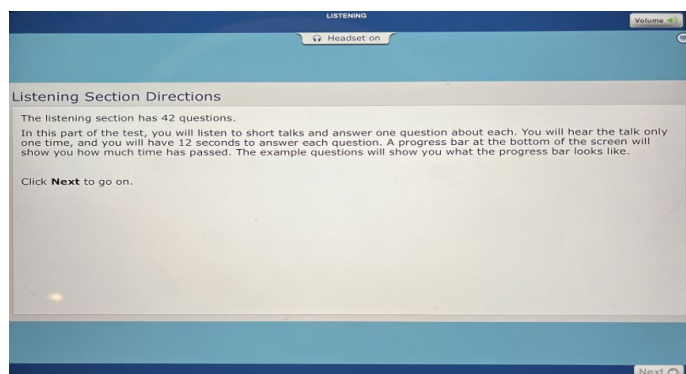 LISTENING
Volume
Headset on
Listening Section Directions
The listening section has 42 questions.
In this part of the test, you will listen to short talks and answer one question about each. You will hear the talk only
one time, and you will have 12 seconds to answer each question. A progress bar at the bottom of the screen will
show you how much time has passed. The example questions will show you what the progress bar looks like.
Click Next to go on.
Next